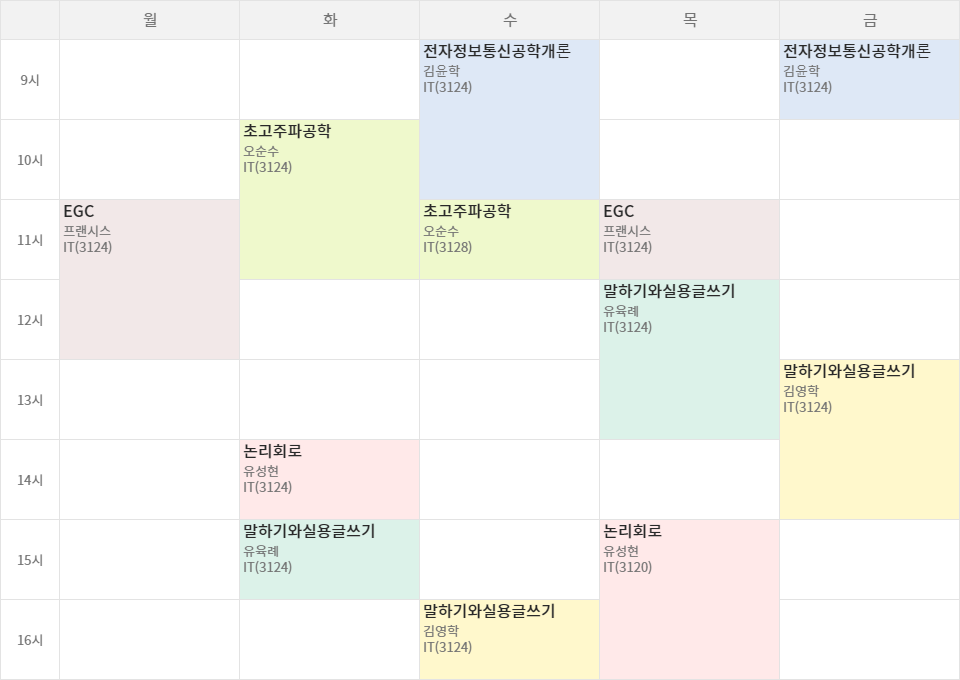 월
화
수
목
금
9시
전자정보통신공학개론
김윤학
IT(3124)
전자정보통신공학개론
김윤학
IT(3124)
10시
초고주파공학
오순수
IT(3124)
11시
EGC
프랜시스
IT(3124)
초고주파공학
오순수
IT(3128)
EGC
프랜시스
IT(3124)
12시
말하기와실용글쓰기
유육례
IT(3124)
13시
말하기와실용글쓰기
김영학
IT(3124)
14시
논리회로
유성현
IT(3124)
15시
말하기와실용글쓰기
유육례
IT(3124)
논리회로
유성현
IT(3120)
16시
말하기와실용글쓰기
김영학
IT(3124)